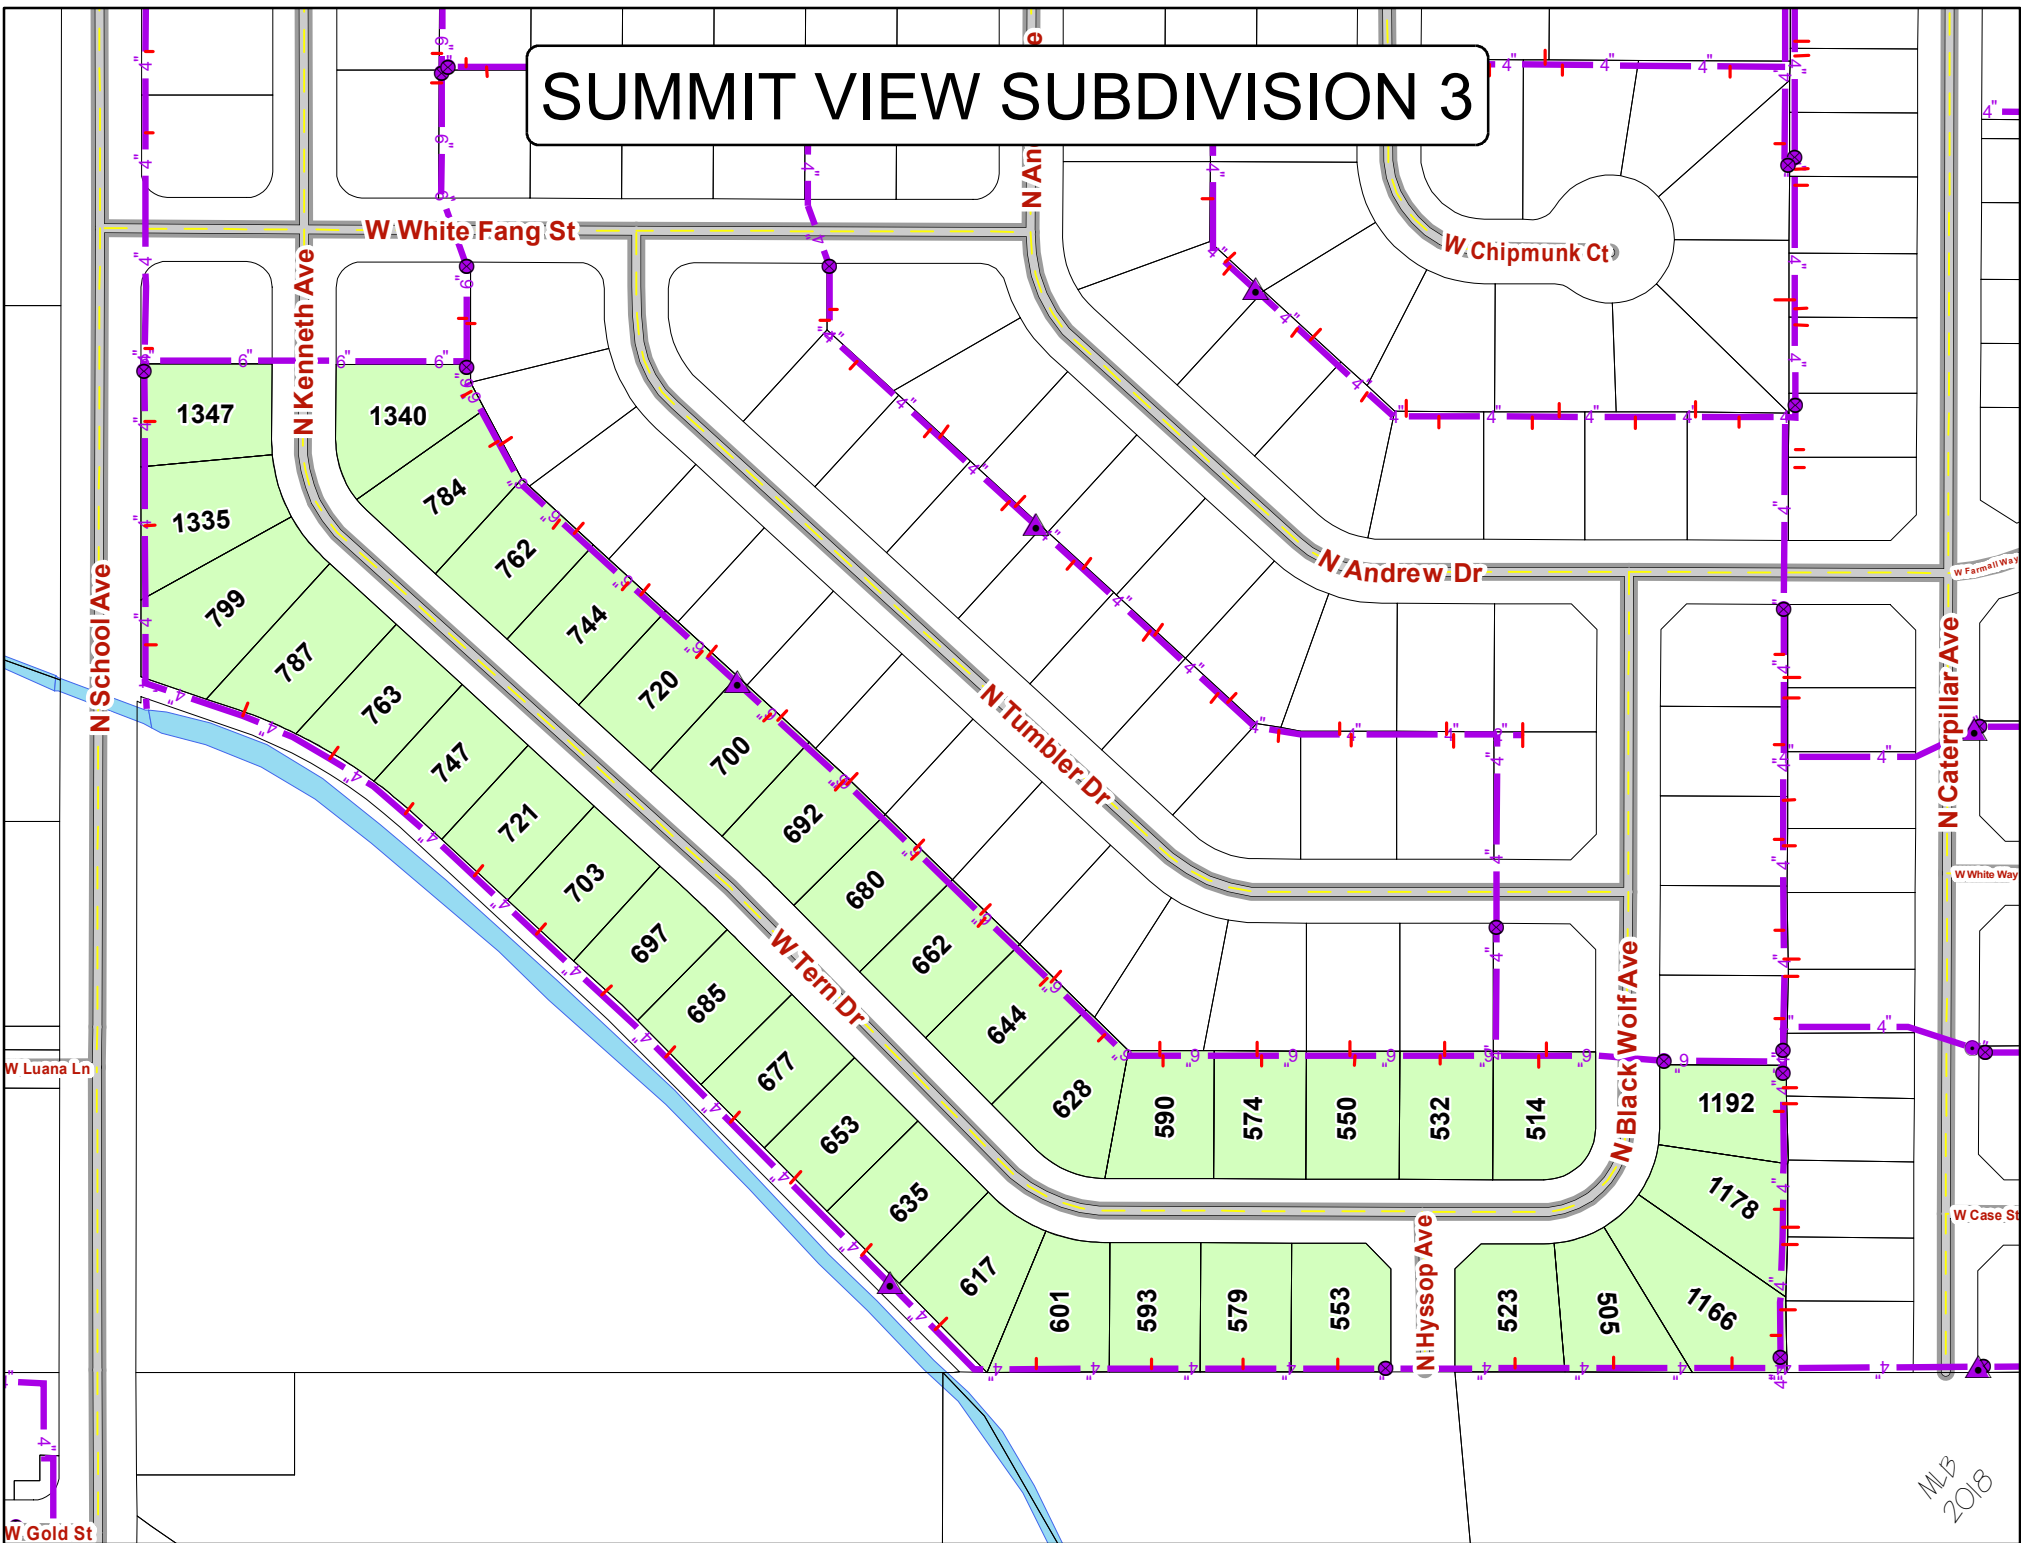 SUMMIT VIEW SUBDIVISION 3
N And
e
W White Fang St
W Chipmunk Ct
N Kenneth Ave
N School Ave
N Andrew Dr
N Tumbler Dr
W Tern Dr
N Black Wolf Ave
N Hyssop Ave
N Caterpillar Ave
W Farmall Way
W White Way
W Case St
W Luana Ln
W Gold St
1347
1340
1335
784
799
762
787
744
763
720
747
700
721
692
703
680
697
662
685
644
677
628
653
590
574
550
532
514
1192
635
1178
617
601
593
579
553
523
505
1166
4"
6"
MLB
2018